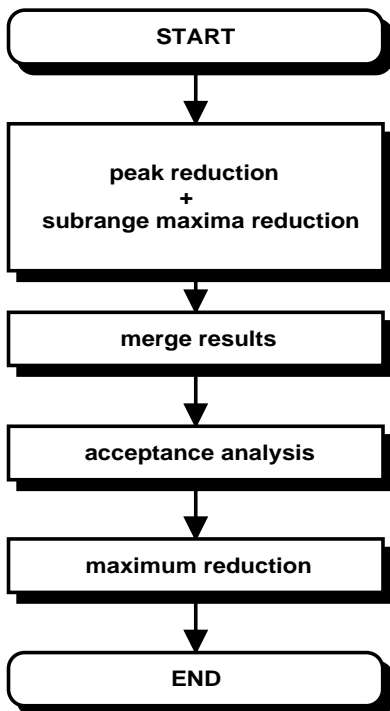 START
peak reduction
+
subrange maxima reduction
merge results
acceptance analysis
maximum reduction
END